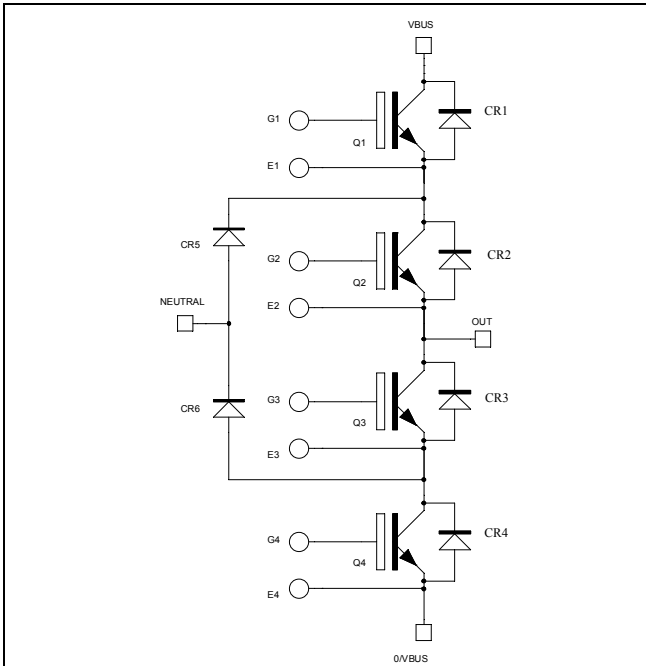 VBUS
G1
CR1
Q1
E1
CR5
G2
CR2
Q2
NEUTRAL
E2
OUT
CR6
G3
CR3
Q3
E3
G4
CR4
Q4
E4
0/VBUS